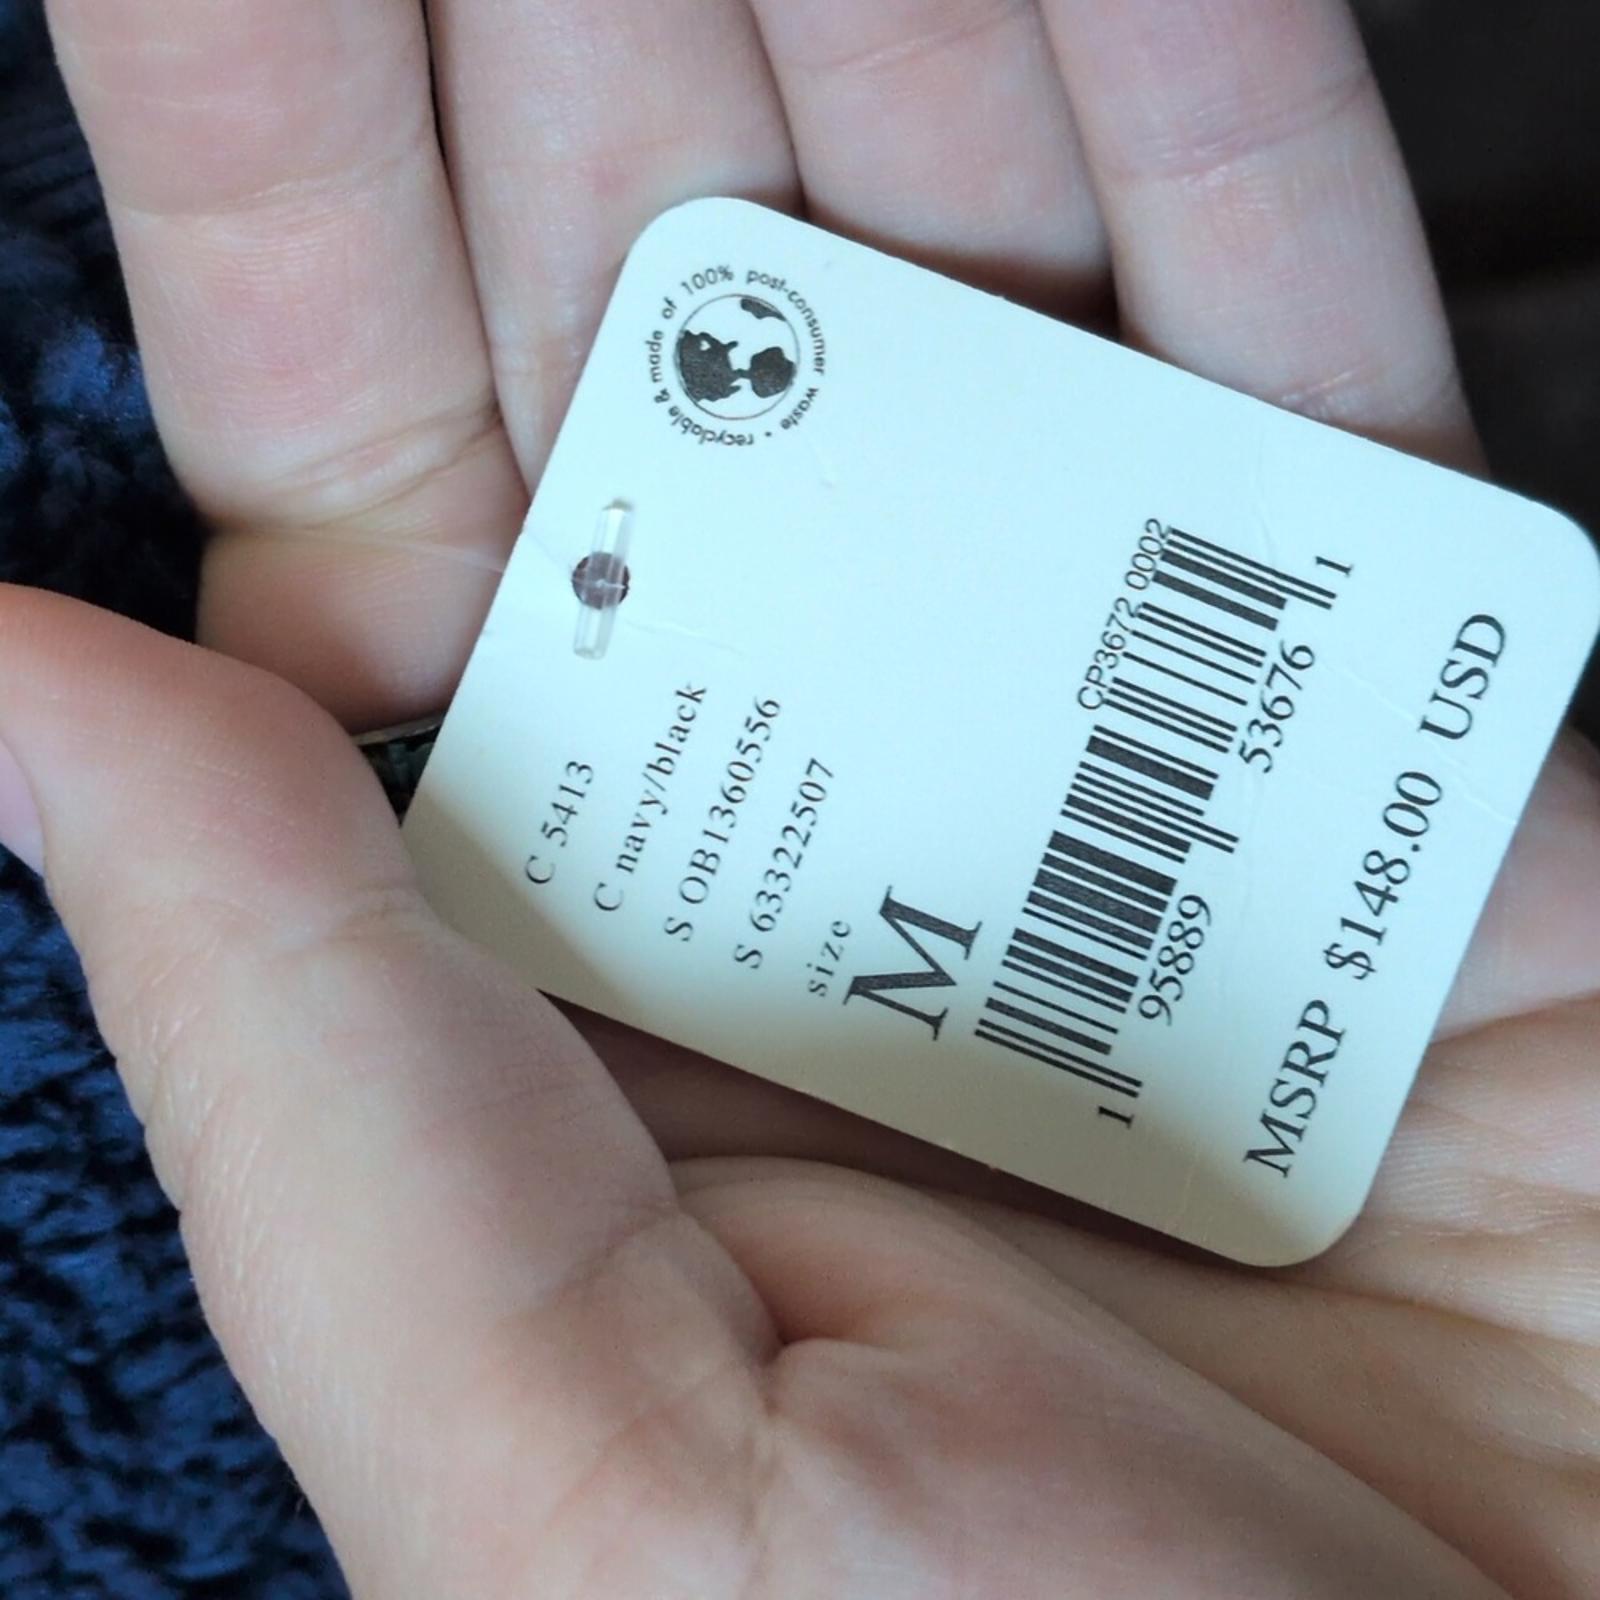 recyclable & made of 100% post-consumer waste •
C 5413
C navy/black
S OB1360556
S 63322507
size
M
CP3672 0002
1 95889 53676 1
MSRP $148.00 USD